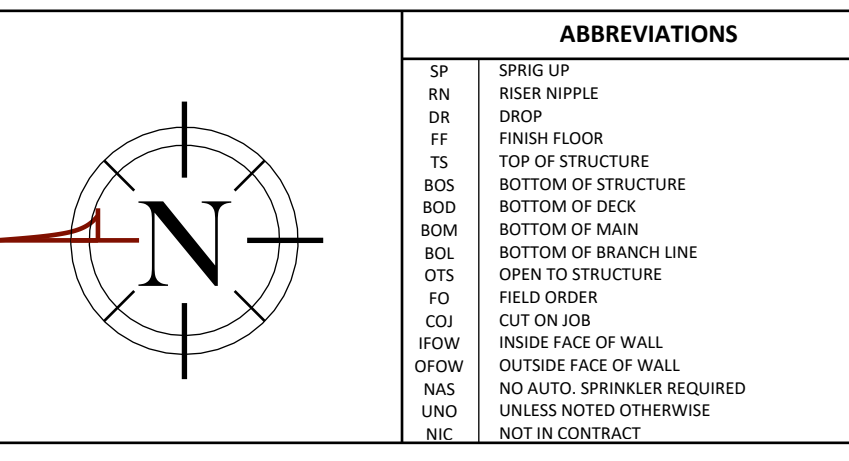 N
ABBREVIATIONS
SP SPRIG UP
RN RISER NIPPLE
DR DROP
FF FINISH FLOOR
TS TOP OF STRUCTURE
BOS BOTTOM OF STRUCTURE
BOD BOTTOM OF DECK
BOM BOTTOM OF MAIN
BOL BOTTOM OF BRANCH LINE
OTS OPEN TO STRUCTURE
FO FIELD ORDER
COJ CUT ON JOB
IFOW INSIDE FACE OF WALL
OFOW OUTSIDE FACE OF WALL
NAS NO AUTO. SPRINKLER REQUIRED
UNO UNLESS NOTED OTHERWISE
NIC NOT IN CONTRACT